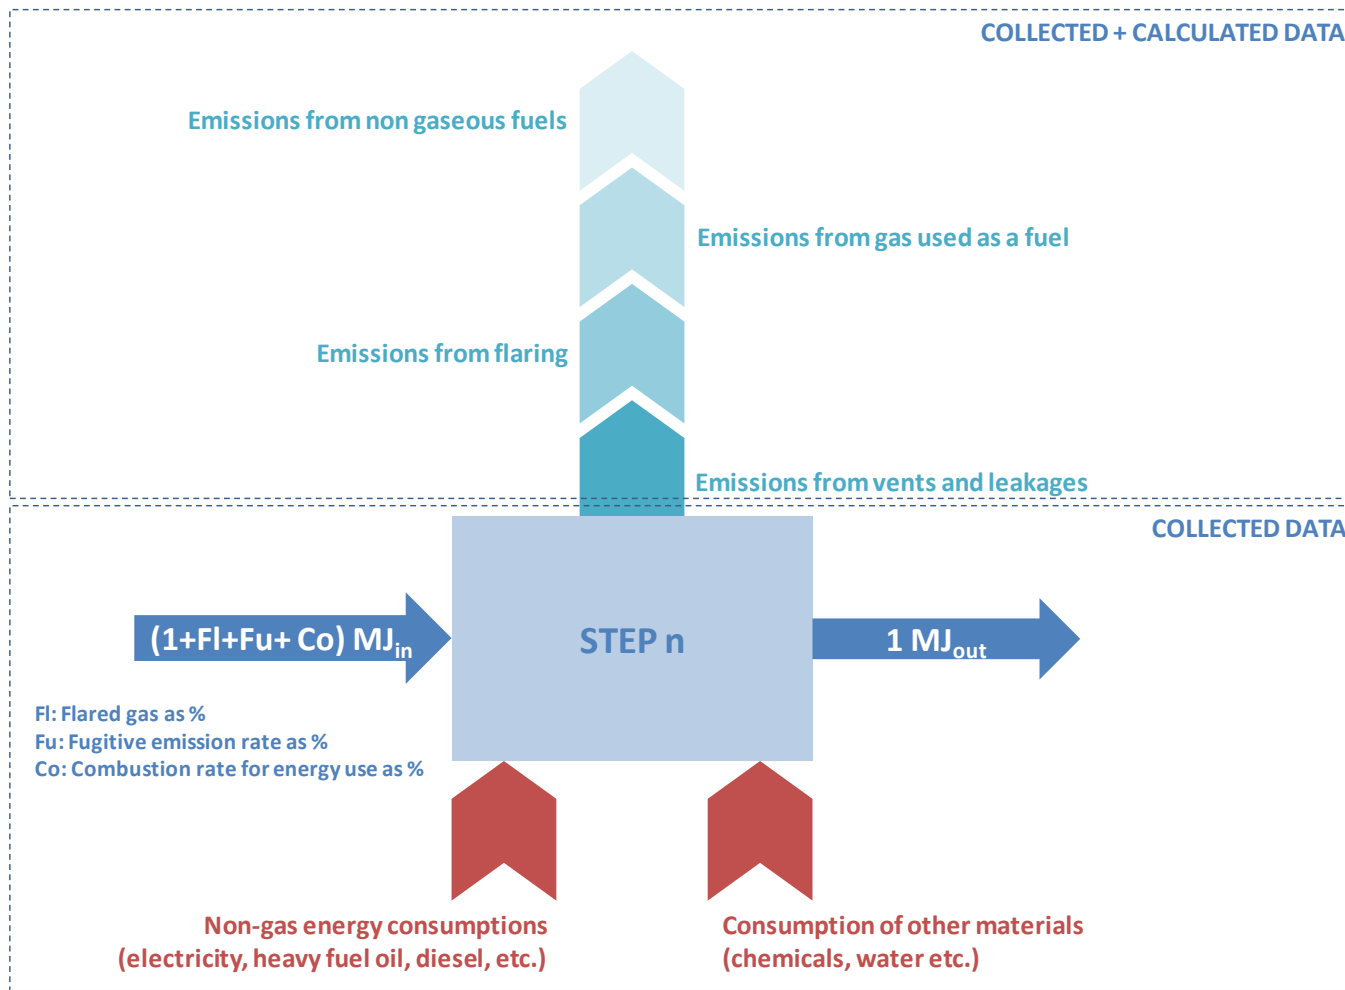 COLLECTED + CALCULATED DATA
Emissions from non gaseous fuels
Emissions from gas used as a fuel
Emissions from flaring
Emissions from vents and leakages
COLLECTED DATA
(1+Fl+Fu+ Co) MJin
STEP n
1 MJout
Fl: Flared gas as %
Fu: Fugitive emission rate as %
Co: Combustion rate for energy use as %
Non-gas energy consumptions
(electricity, heavy fuel oil, diesel, etc.)
Consumption of other materials
(chemicals, water etc.)